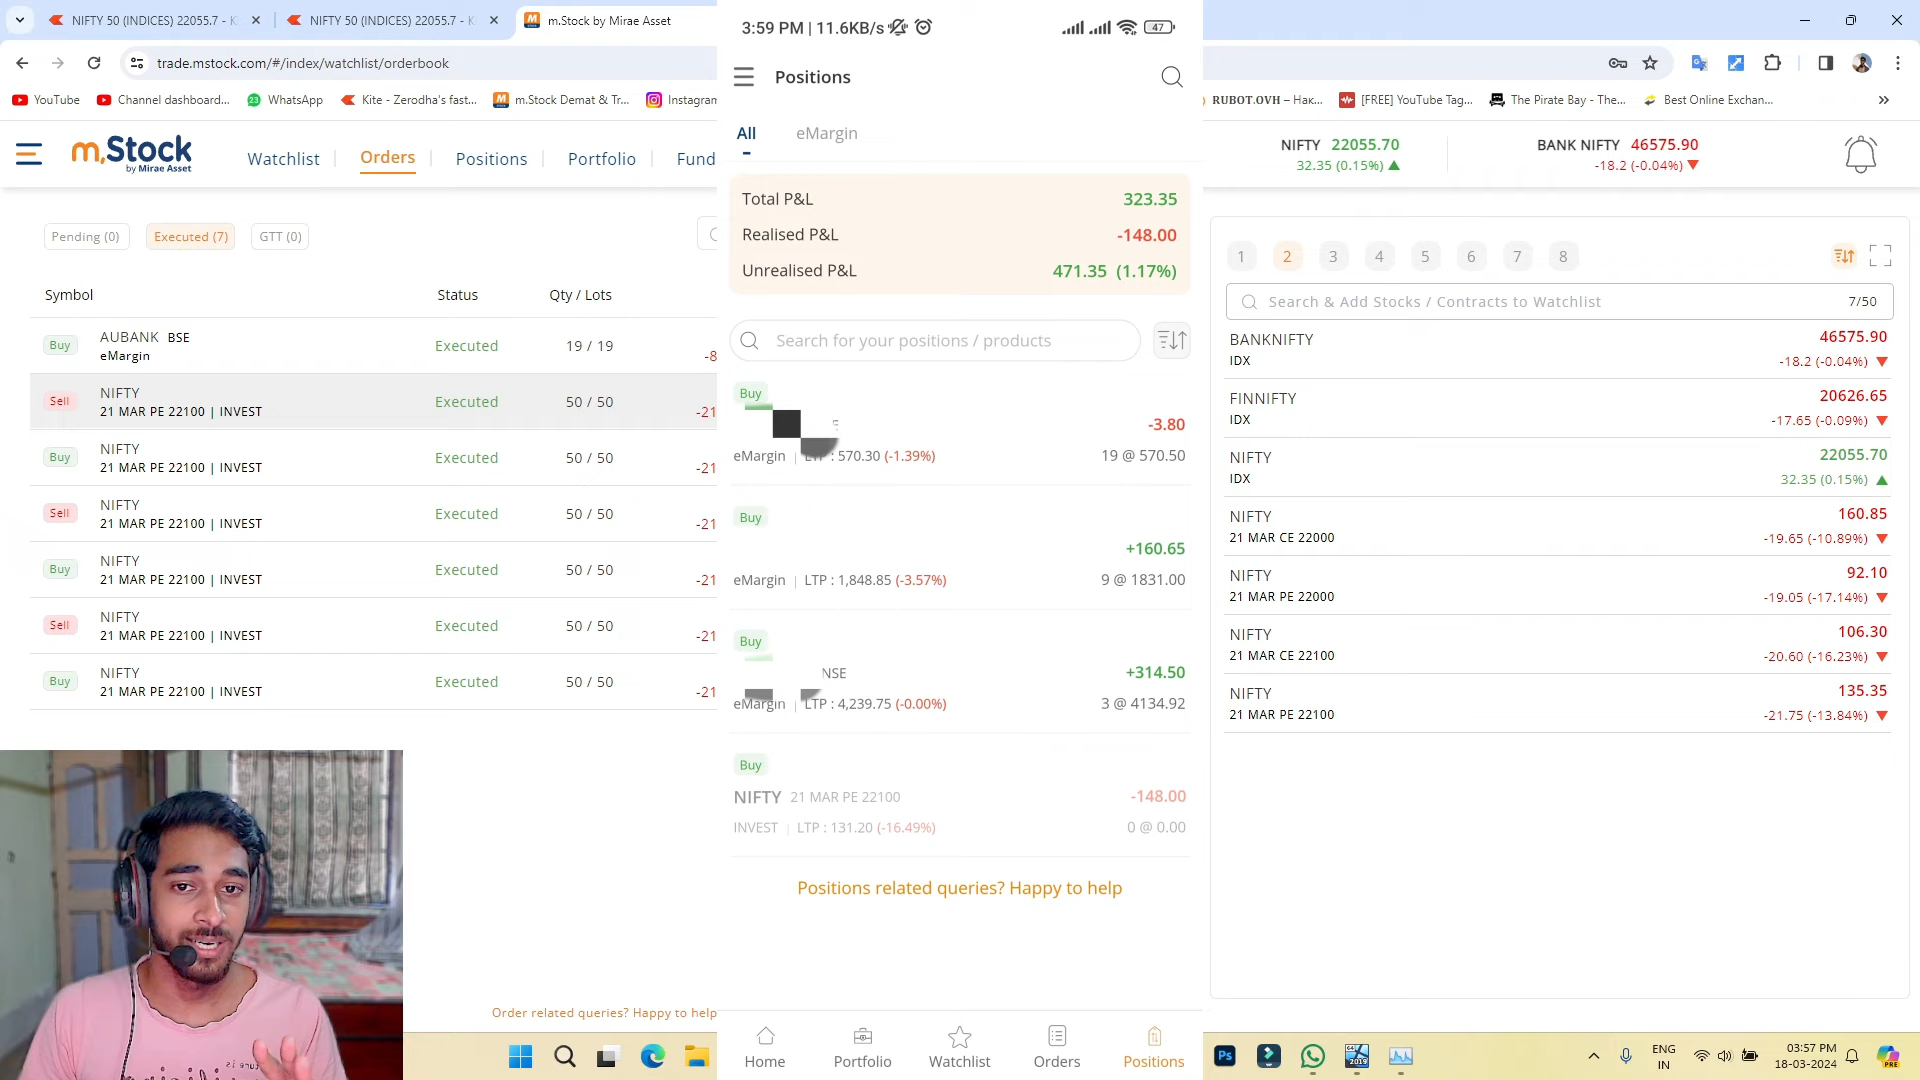 NIFTY 50 (INDICES) 22055.7 - K
NIFTY 50 (INDICES) 22055.7 - K
m.Stock by Mirae Asset
trade.mstock.com/#/index/watchlist/orderbook
YouTube
Channel dashboard...
WhatsApp
Kite - Zerodha's fast...
m.Stock Demat & Tr...
Instagram
RUBOT.OVH – Нак...
[FREE] YouTube Tag...
The Pirate Bay - The...
Best Online Exchan...
m.Stock
by Mirae Asset
Watchlist
Orders
Positions
Portfolio
Fund
NIFTY 22055.70
32.35 (0.15%)
BANK NIFTY 46575.90
-18.2 (-0.04%)
Pending (0)
Executed (7)
GTT (0)
Symbol
Status
Qty / Lots
Buy
AUBANK BSE
eMargin
Executed
19 / 19
-8
Sell
NIFTY
21 MAR PE 22100 | INVEST
Executed
50 / 50
-21
Buy
NIFTY
21 MAR PE 22100 | INVEST
Executed
50 / 50
-21
Sell
NIFTY
21 MAR PE 22100 | INVEST
Executed
50 / 50
-21
Buy
NIFTY
21 MAR PE 22100 | INVEST
Executed
50 / 50
-21
Sell
NIFTY
21 MAR PE 22100 | INVEST
Executed
50 / 50
-21
Buy
NIFTY
21 MAR PE 22100 | INVEST
Executed
50 / 50
-21
Order related queries? Happy to help
3:59 PM | 11.6KB/s
47
Positions
All
eMargin
Total P&L 323.35
Realised P&L -148.00
Unrealised P&L 471.35 (1.17%)
Search for your positions / products
Buy
-3.80
eMargin | LTP : 570.30 (-1.39%) 19 @ 570.50
Buy
+160.65
eMargin | LTP : 1,848.85 (-3.57%) 9 @ 1831.00
Buy
NSE +314.50
eMargin | LTP : 4,239.75 (-0.00%) 3 @ 4134.92
Buy
NIFTY 21 MAR PE 22100 -148.00
INVEST | LTP : 131.20 (-16.49%) 0 @ 0.00
Positions related queries? Happy to help
Home
Portfolio
Watchlist
Orders
Positions
1 2 3 4 5 6 7 8
Search & Add Stocks / Contracts to Watchlist 7/50
BANKNIFTY 46575.90
IDX -18.2 (-0.04%)
FINNIFTY 20626.65
IDX -17.65 (-0.09%)
NIFTY 22055.70
IDX 32.35 (0.15%)
NIFTY 160.85
21 MAR CE 22000 -19.65 (-10.89%)
NIFTY 92.10
21 MAR PE 22000 -19.05 (-17.14%)
NIFTY 106.30
21 MAR CE 22100 -20.60 (-16.23%)
NIFTY 135.35
21 MAR PE 22100 -21.75 (-13.84%)
Ps
2019
ENG
IN
03:57 PM
18-03-2024
PRE